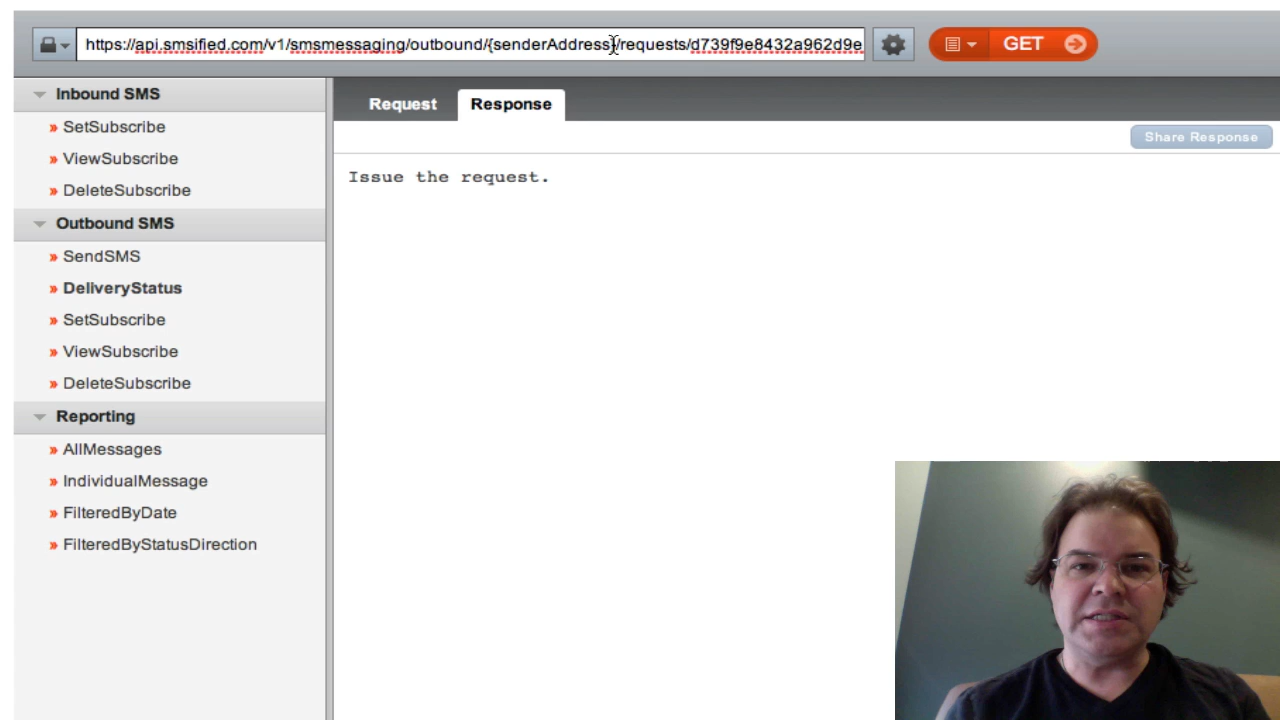 https://api.smsified.com/v1/smsmessaging/outbound/{senderAddress}/requests/d739f9e8432a962d9e
GET
Inbound SMS
SetSubscribe
ViewSubscribe
DeleteSubscribe
Outbound SMS
SendSMS
DeliveryStatus
SetSubscribe
ViewSubscribe
DeleteSubscribe
Reporting
AllMessages
IndividualMessage
FilteredByDate
FilteredByStatusDirection
Request Response
Share Response
Issue the request.